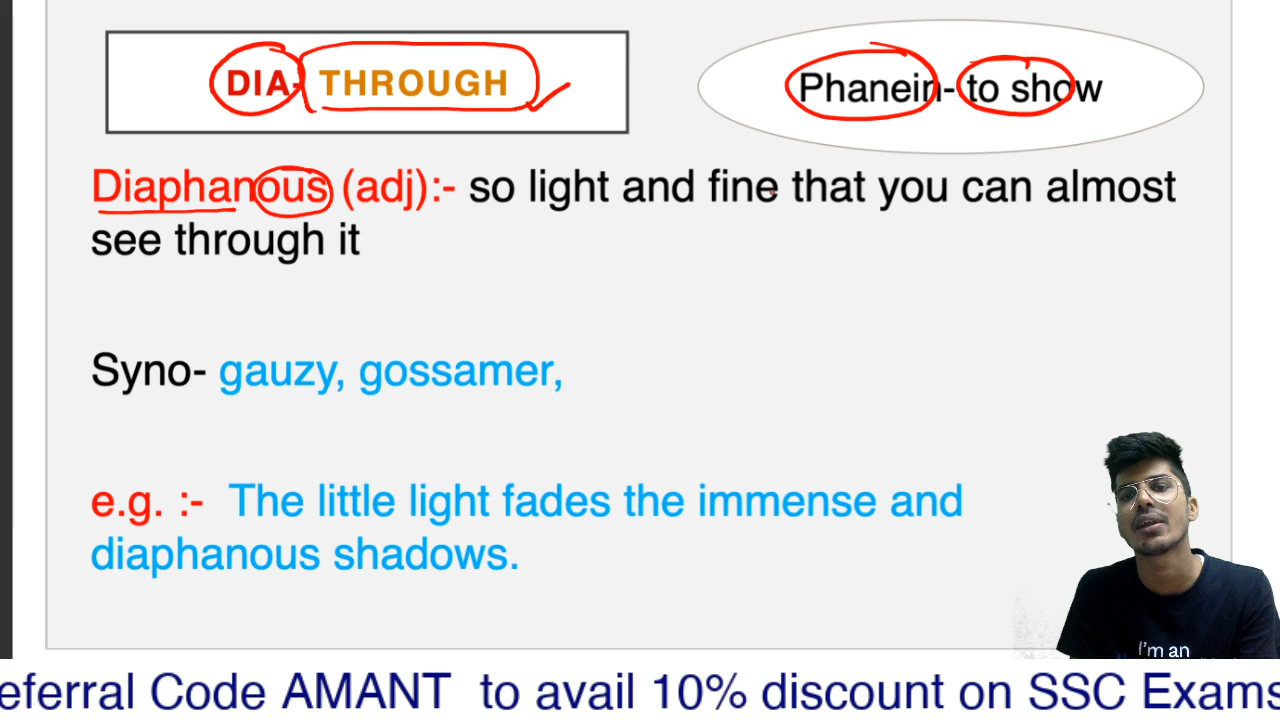 DIA- THROUGH
Phanein- to show
Diaphanous (adj):- so light and fine that you can almost
see through it
Syno- gauzy, gossamer,
e.g. :- The little light fades the immense and
diaphanous shadows.
I'm an
eferral Code AMANT to avail 10% discount on SSC Exams